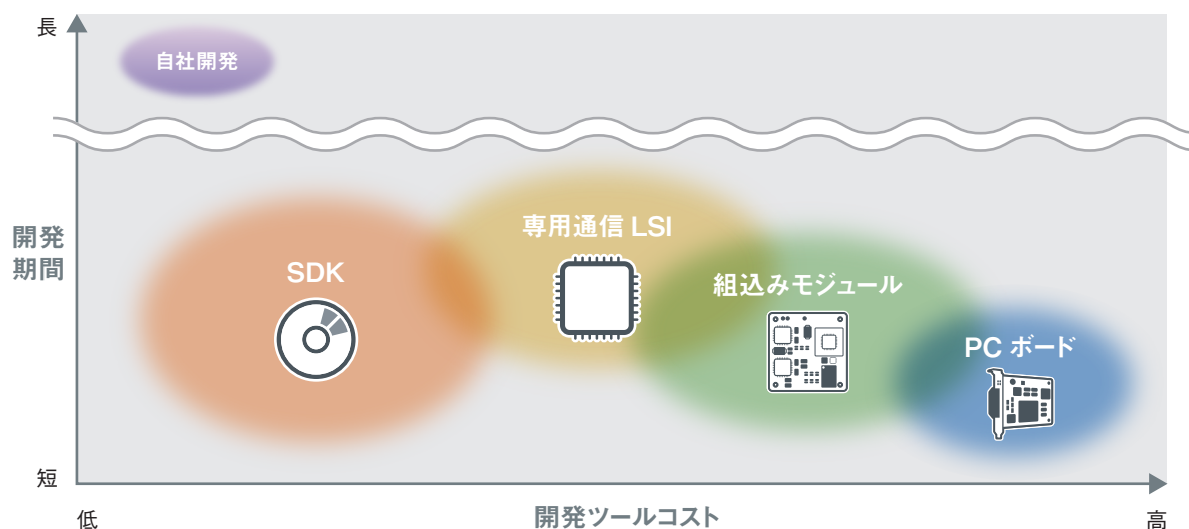 長
自社開発
専用通信 LSI
開発
期間
SDK
組込みモジュール
PC ボード
短
低
開発ツールコスト
高